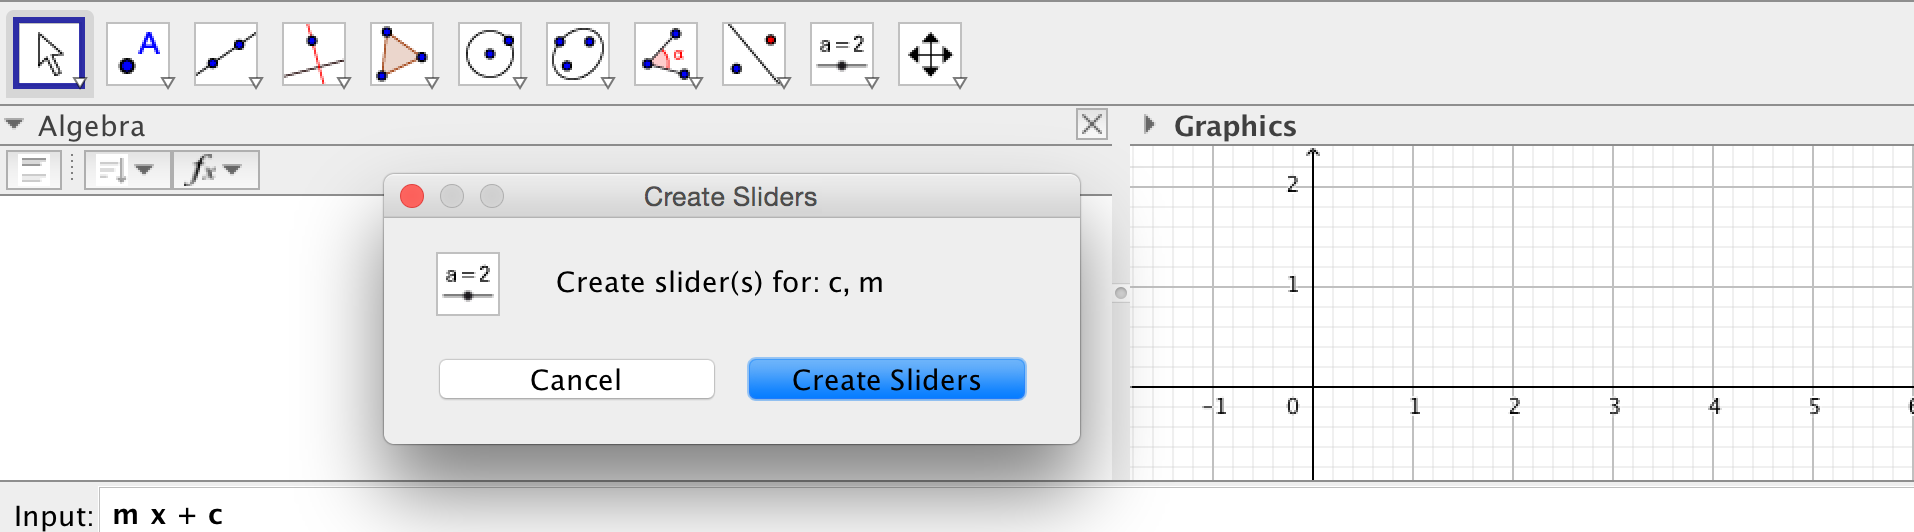 A
α
a=2
Algebra
Graphics
fx
Create Sliders
a=2
Create slider(s) for: c, m
Cancel
Create Sliders
2
1
-1 0 1 2 3 4 5
Input: m x + c